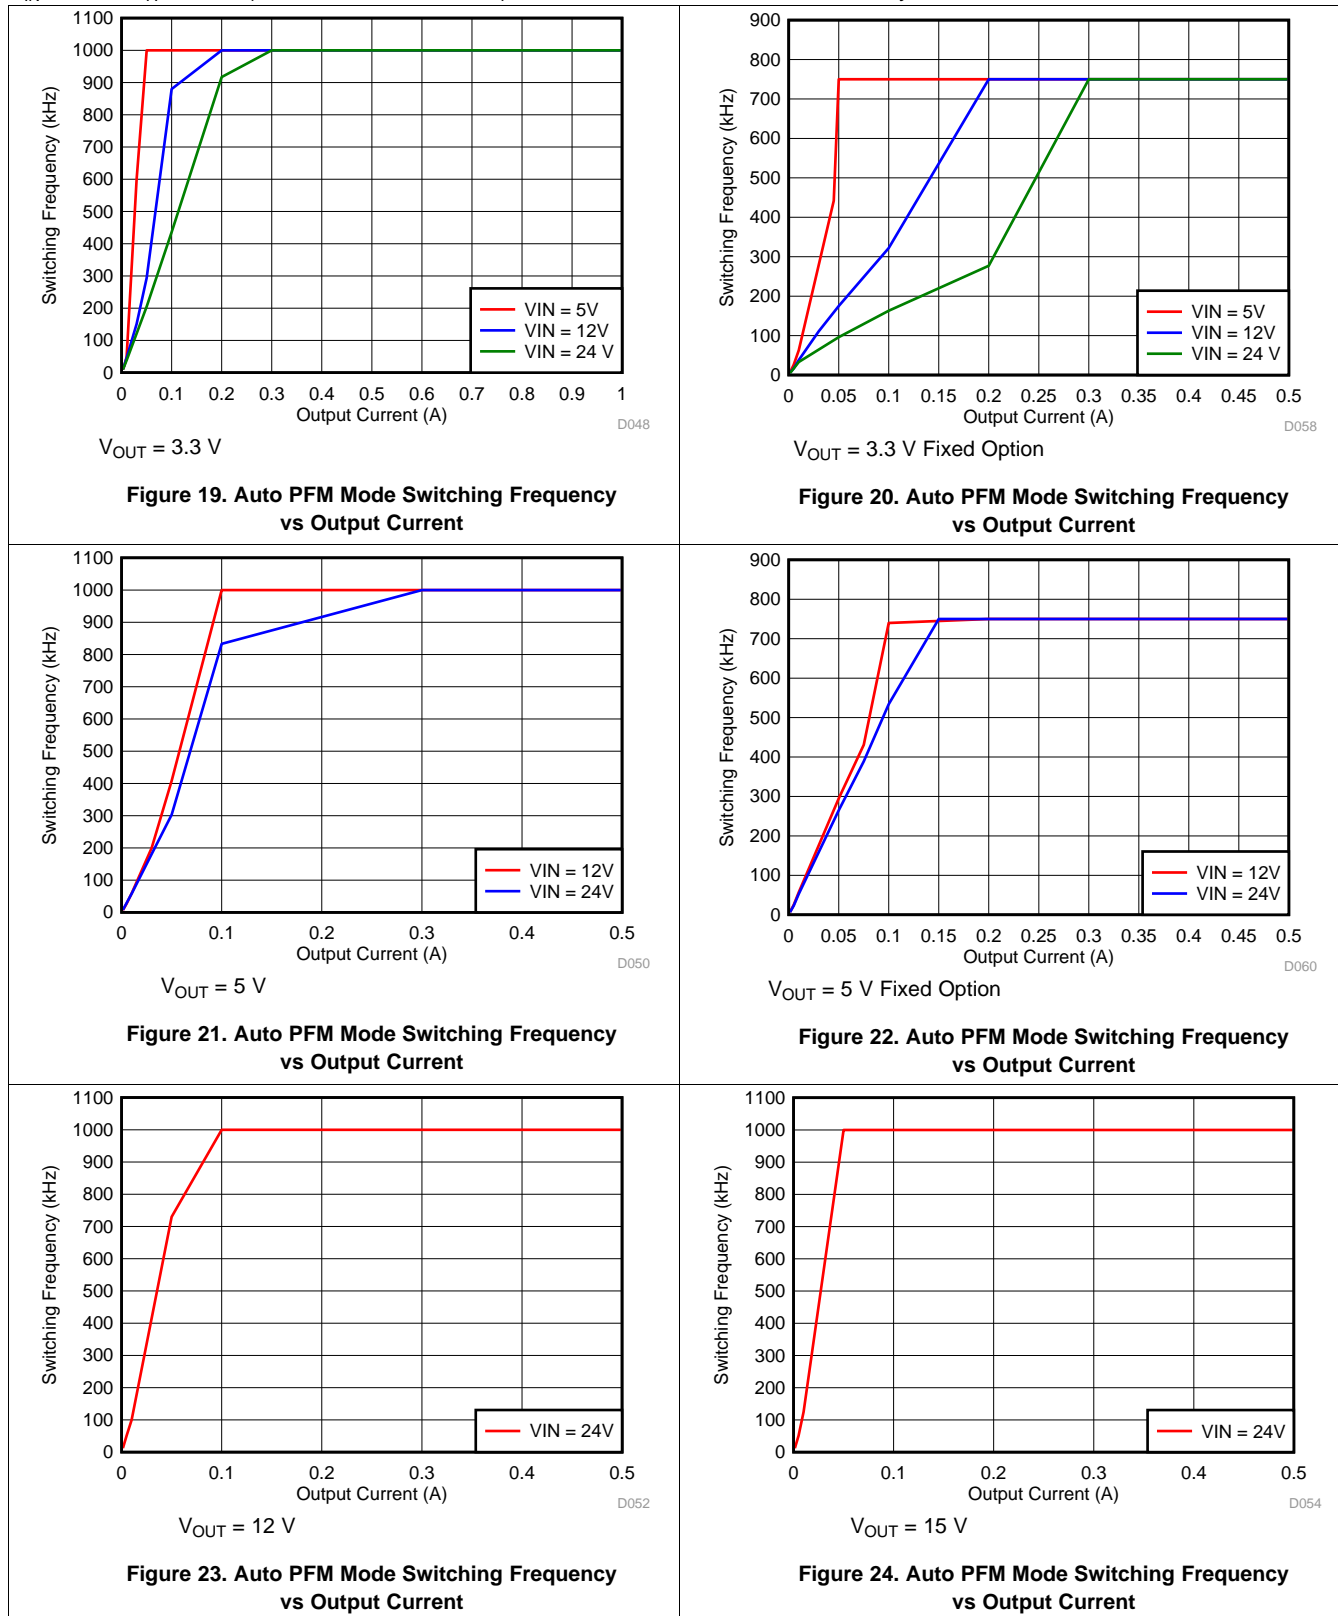 1100
1000
900
800
700
600
500
400
300
200
100
0
Switching Frequency (kHz)
VIN = 5V
VIN = 12V
VIN = 24 V
0 0.1 0.2 0.3 0.4 0.5 0.6 0.7 0.8 0.9 1
Output Current (A)
D048
VOUT = 3.3 V
Figure 19. Auto PFM Mode Switching Frequency
vs Output Current
900
800
700
600
500
400
300
200
100
0
Switching Frequency (kHz)
VIN = 5V
VIN = 12V
VIN = 24 V
0 0.05 0.1 0.15 0.2 0.25 0.3 0.35 0.4 0.45 0.5
Output Current (A)
D058
VOUT = 3.3 V Fixed Option
Figure 20. Auto PFM Mode Switching Frequency
vs Output Current
1100
1000
900
800
700
600
500
400
300
200
100
0
Switching Frequency (kHz)
VIN = 12V
VIN = 24V
0 0.1 0.2 0.3 0.4 0.5
Output Current (A)
D050
VOUT = 5 V
Figure 21. Auto PFM Mode Switching Frequency
vs Output Current
900
800
700
600
500
400
300
200
100
0
Switching Frequency (kHz)
VIN = 12V
VIN = 24V
0 0.05 0.1 0.15 0.2 0.25 0.3 0.35 0.4 0.45 0.5
Output Current (A)
D060
VOUT = 5 V Fixed Option
Figure 22. Auto PFM Mode Switching Frequency
vs Output Current
1100
1000
900
800
700
600
500
400
300
200
100
0
Switching Frequency (kHz)
VIN = 24V
0 0.1 0.2 0.3 0.4 0.5
Output Current (A)
D052
VOUT = 12 V
Figure 23. Auto PFM Mode Switching Frequency
vs Output Current
1100
1000
900
800
700
600
500
400
300
200
100
0
Switching Frequency (kHz)
VIN = 24V
0 0.1 0.2 0.3 0.4 0.5
Output Current (A)
D054
VOUT = 15 V
Figure 24. Auto PFM Mode Switching Frequency
vs Output Current